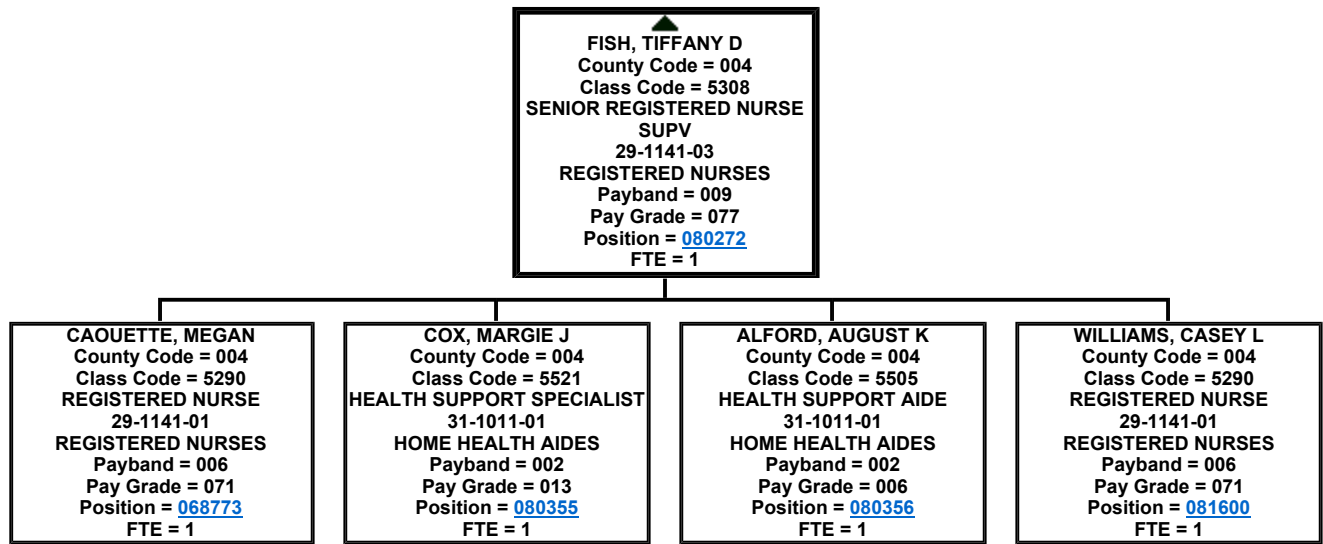 FISH, TIFFANY D
County Code = 004
Class Code = 5308
SENIOR REGISTERED NURSE
SUPV
29-1141-03
REGISTERED NURSES
Payband = 009
Pay Grade = 077
Position = 080272
FTE = 1
CAOUETTE, MEGAN
County Code = 004
Class Code = 5290
REGISTERED NURSE
29-1141-01
REGISTERED NURSES
Payband = 006
Pay Grade = 071
Position = 068773
FTE = 1
COX, MARGIE J
County Code = 004
Class Code = 5521
HEALTH SUPPORT SPECIALIST
31-1011-01
HOME HEALTH AIDES
Payband = 002
Pay Grade = 013
Position = 080355
FTE = 1
ALFORD, AUGUST K
County Code = 004
Class Code = 5505
HEALTH SUPPORT AIDE
31-1011-01
HOME HEALTH AIDES
Payband = 002
Pay Grade = 006
Position = 080356
FTE = 1
WILLIAMS, CASEY L
County Code = 004
Class Code = 5290
REGISTERED NURSE
29-1141-01
REGISTERED NURSES
Payband = 006
Pay Grade = 071
Position = 081600
FTE = 1